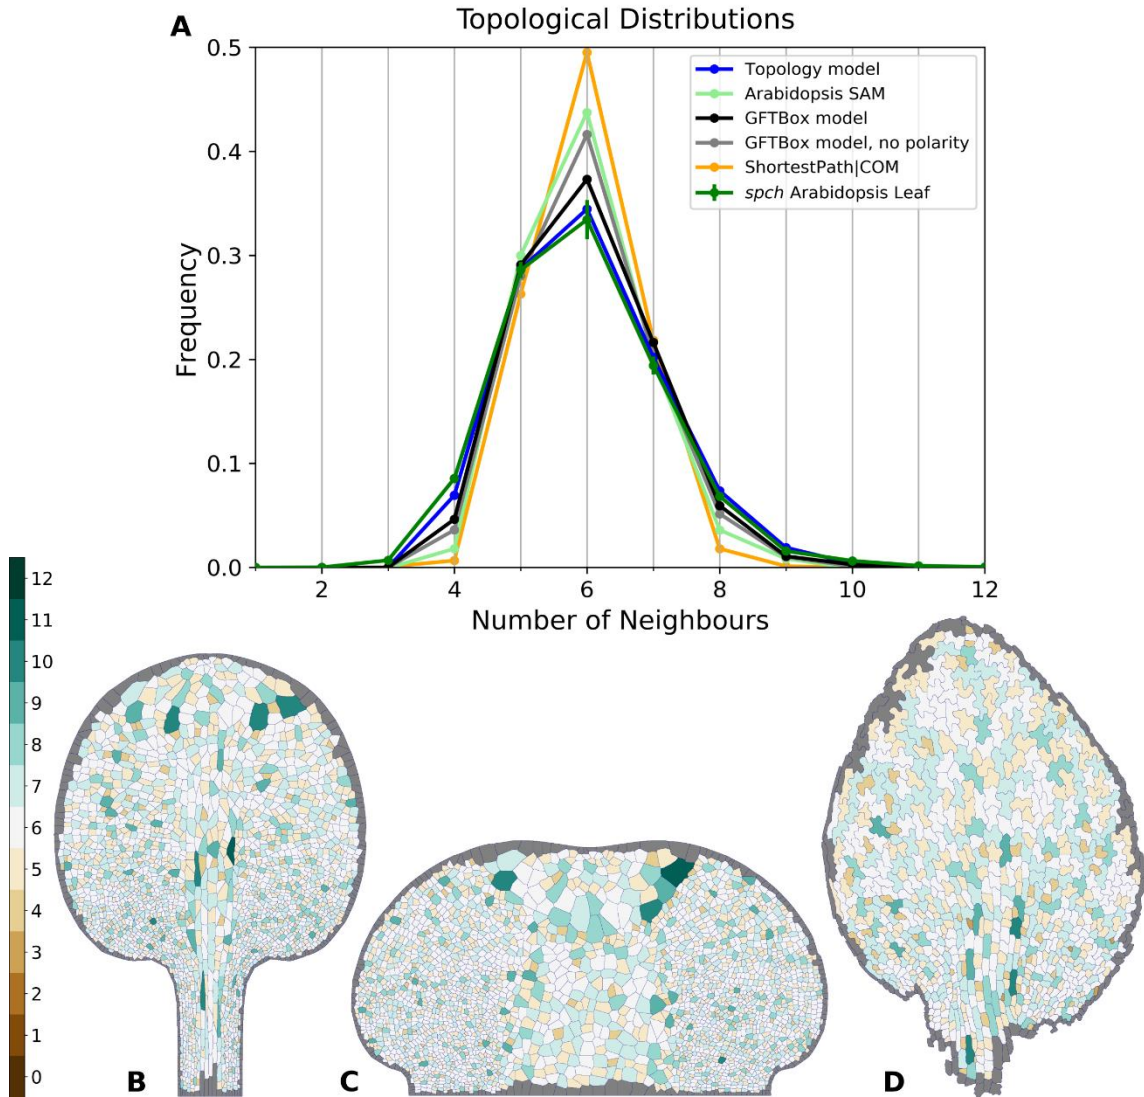 A
Topological Distributions
0.5
0.4
0.3
0.2
0.1
0.0
Frequency
Topology model
Arabidopsis SAM
GFTBox model
GFTBox model, no polarity
ShortestPath|COM
spch Arabidopsis Leaf
2 4 6 8 10 12
Number of Neighbours
12
11
10
9
8
7
6
5
4
3
2
1
0
B
C
D